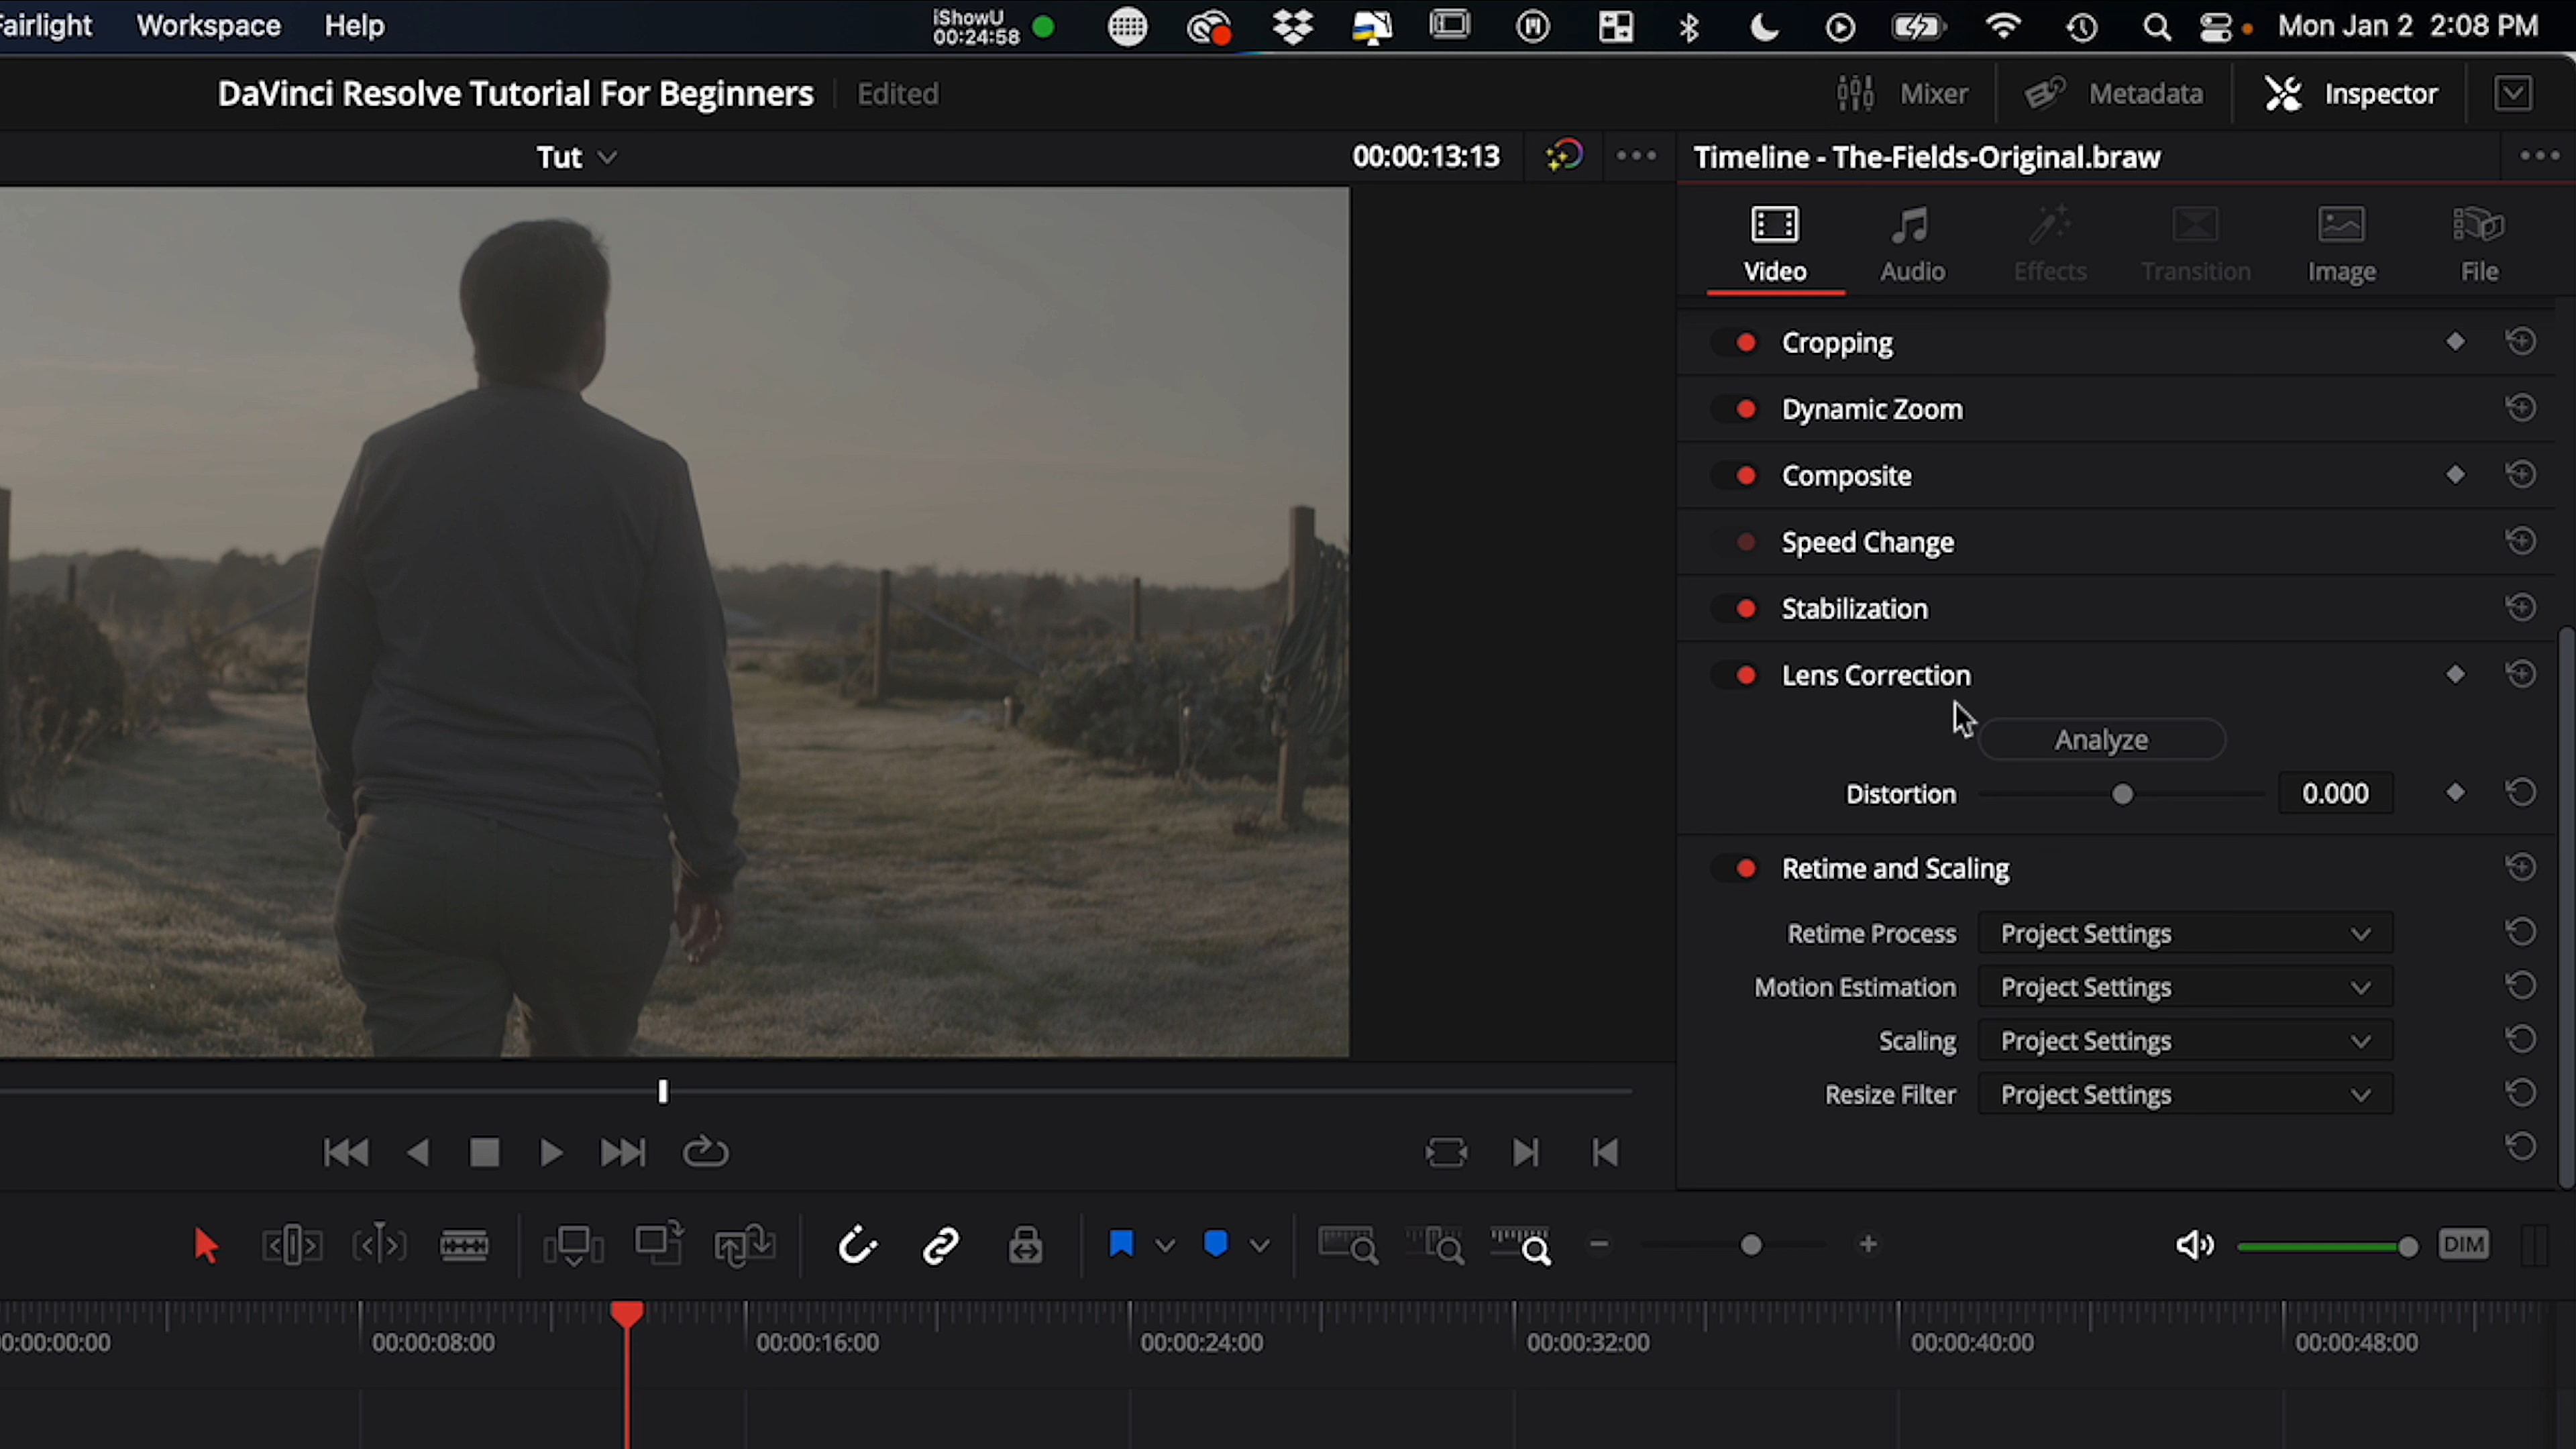 Fairlight Workspace Help iShowU 00:24:58 Mon Jan 2 2:08 PM
DaVinci Resolve Tutorial For Beginners Edited Mixer Metadata Inspector
Tut 00:00:13:13 Timeline - The-Fields-Original.braw
Video Audio Effects Transition Image File
Cropping
Dynamic Zoom
Composite
Speed Change
Stabilization
Lens Correction
Analyze
Distortion 0.000
Retime and Scaling
Retime Process Project Settings
Motion Estimation Project Settings
Scaling Project Settings
Resize Filter Project Settings
DIM
00:00:00:00 00:00:08:00 00:00:16:00 00:00:24:00 00:00:32:00 00:00:40:00 00:00:48:00